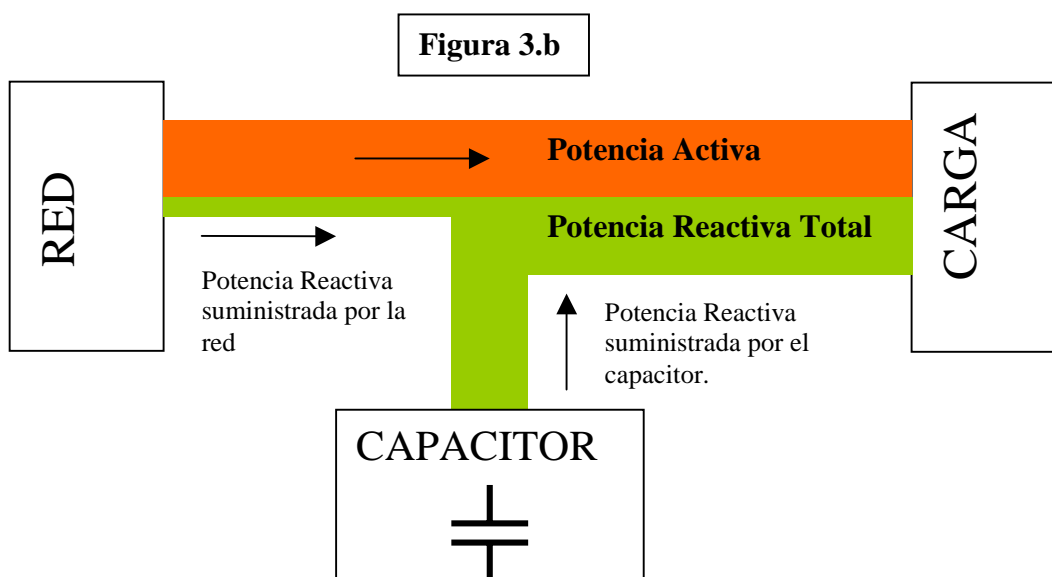 Figura 3.b
RED
Potencia Activa
CARGA
Potencia Reactiva Total
Potencia Reactiva
suministrada por la
red
Potencia Reactiva
suministrada por el
capacitor.
CAPACITOR